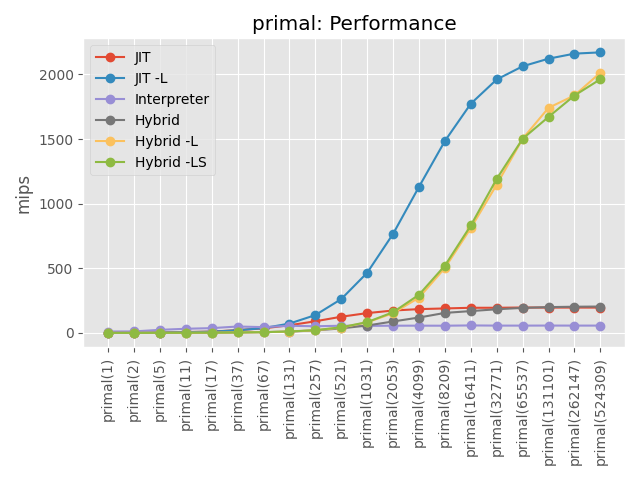 primal: Performance
JIT
JIT -L
Interpreter
Hybrid
Hybrid -L
Hybrid -LS
mips
2000
1500
1000
500
0
primal(1)
primal(2)
primal(5)
primal(11)
primal(17)
primal(37)
primal(67)
primal(131)
primal(257)
primal(521)
primal(1031)
primal(2053)
primal(4099)
primal(8209)
primal(16411)
primal(32771)
primal(65537)
primal(131101)
primal(262147)
primal(524309)